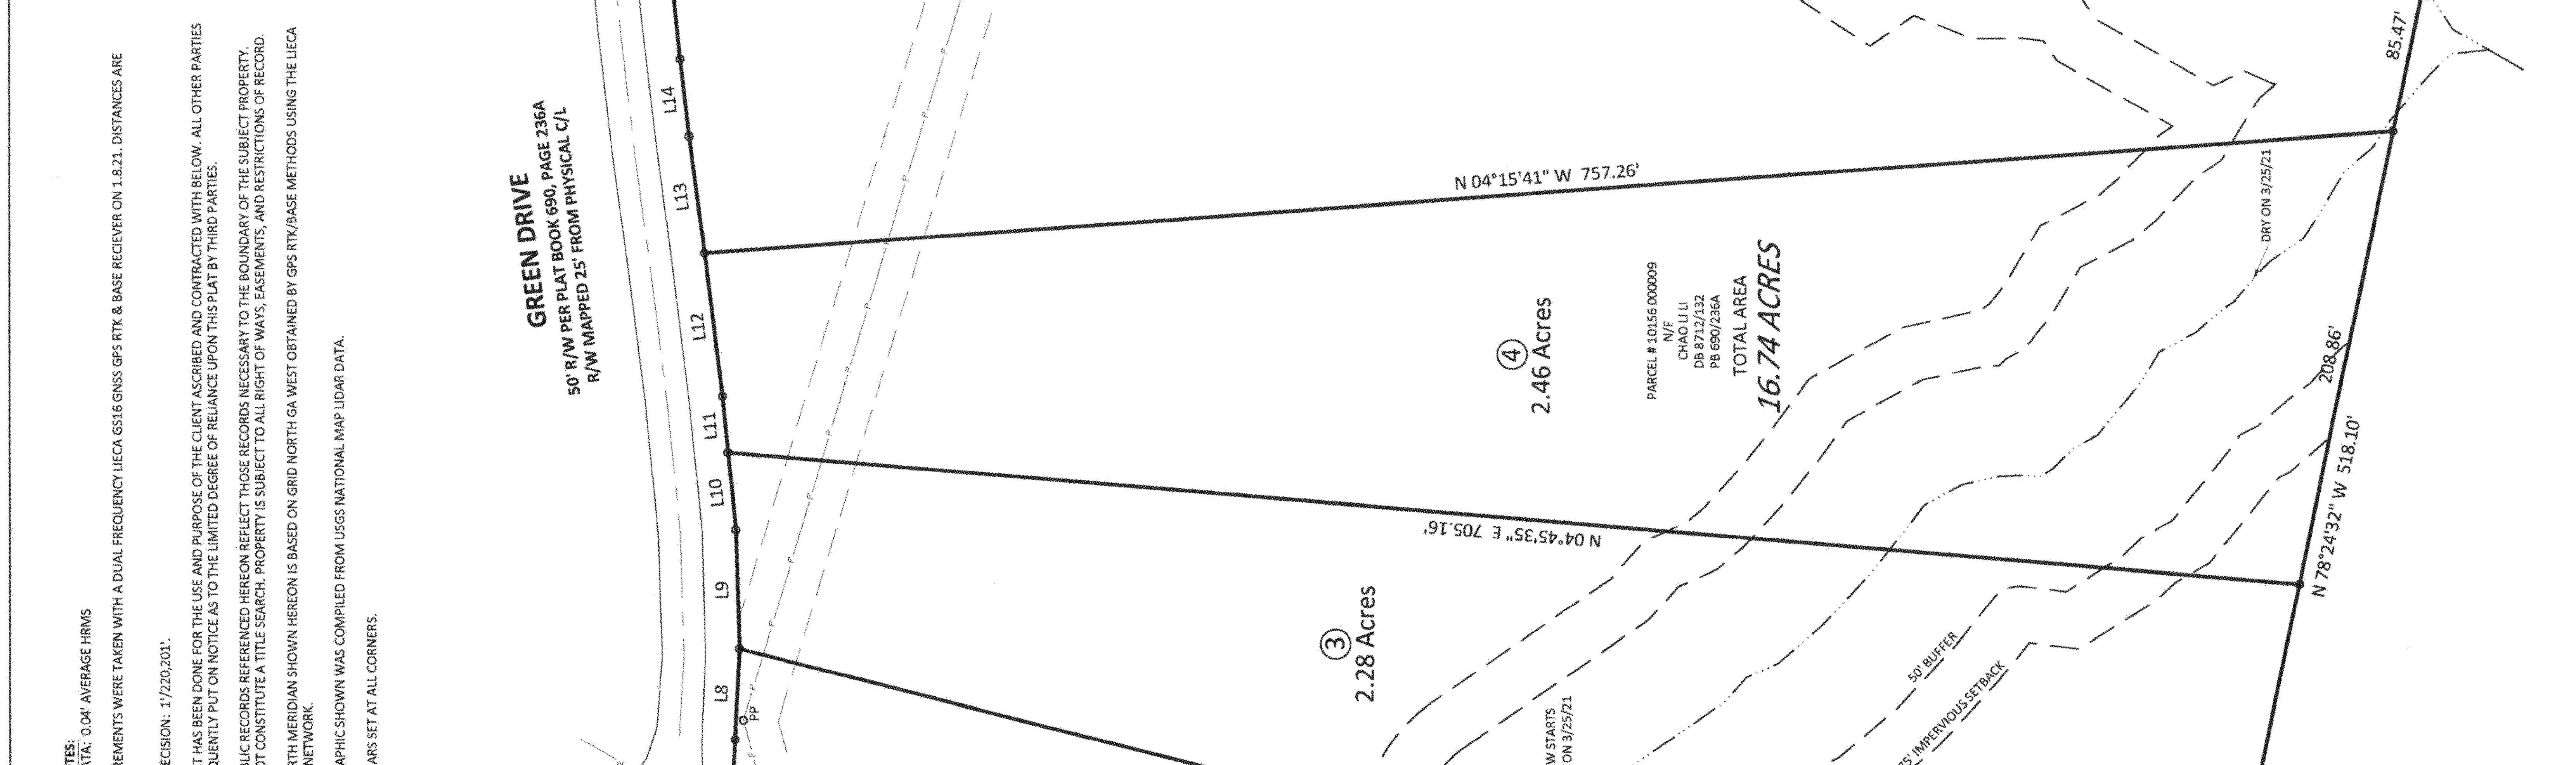 TES:
ATA: 0.04' AVERAGE HRMS
REMENTS WERE TAKEN WITH A DUAL FREQUENCY LIECA GS16 GNSS GPS RTK & BASE RECIEVER ON 1.8.21. DISTANCES ARE
ECISION: 1'/220,201'.
T HAS BEEN DONE FOR THE USE AND PURPOSE OF THE CLIENT ASCRIBED AND CONTRACTED WITH BELOW. ALL OTHER PARTIES
QUENTLY PUT ON NOTICE AS TO THE LIMITED DEGREE OF RELIANCE UPON THIS PLAT BY THIRD PARTIES.
BLIC RECORDS REFERENCED HEREON REFLECT THOSE RECORDS NECESSARY TO THE BOUNDARY OF THE SUBJECT PROPERTY.
OT CONSTITUTE A TITLE SEARCH. PROPERTY IS SUBJECT TO ALL RIGHT OF WAYS, EASEMENTS, AND RESTRICTIONS OF RECORD.
RTH MERIDIAN SHOWN HEREON IS BASED ON GRID NORTH GA WEST OBTAINED BY GPS RTK/BASE METHODS USING THE LIECA
NETWORK.
APHIC SHOWN WAS COMPILED FROM USGS NATIONAL MAP LIDAR DATA.
ARS SET AT ALL CORNERS.
GREEN DRIVE
50' R/W PER PLAT BOOK 690, PAGE 236A
R/W MAPPED 25' FROM PHYSICAL C/L
L8
L9
L10
L11
L12
L13
L14
PP
P
P
P
P
P
P
P
P
P
P
N 04°15'41" W 757.26'
N 04°45'35" E 705.16'
3
2.28 Acres
4
2.46 Acres
PARCEL # 10156 000009
N/F
CHAO LI LI
DB 8712/132
PB 690/236A
TOTAL AREA
16.74 ACRES
W STARTS
ON 3/25/21
50' BUFFER
75' IMPERVIOUS SETBACK
DRY ON 3/25/21
208.86'
N 78°24'32" W 518.10'
85.47'